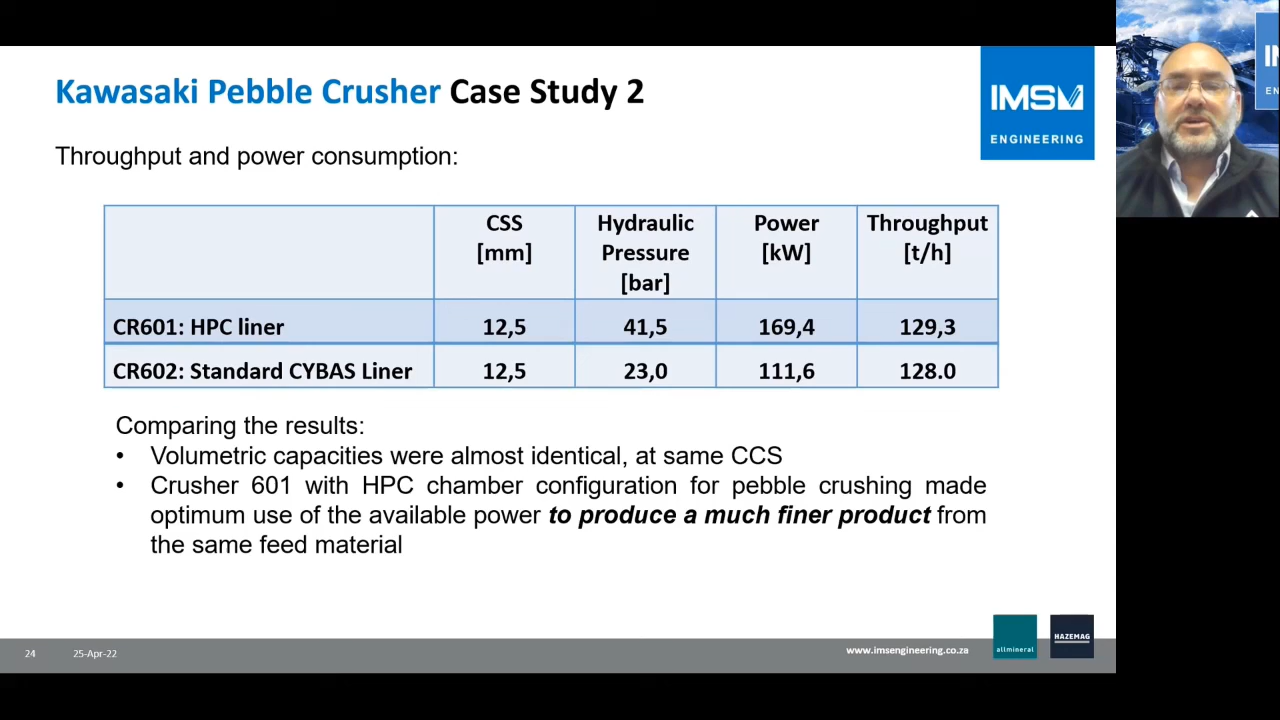 Kawasaki Pebble Crusher Case Study 2
IMS
ENGINEERING
Throughput and power consumption:
CSS [mm] Hydraulic Pressure [bar] Power [kW] Throughput [t/h]
CR601: HPC liner 12,5 41,5 169,4 129,3
CR602: Standard CYBAS Liner 12,5 23,0 111,6 128.0
Comparing the results:
• Volumetric capacities were almost identical, at same CCS
• Crusher 601 with HPC chamber configuration for pebble crushing made
optimum use of the available power to produce a much finer product from
the same feed material
24 25-Apr-22 www.imsengineering.co.za
allmineral
HAZEMAG